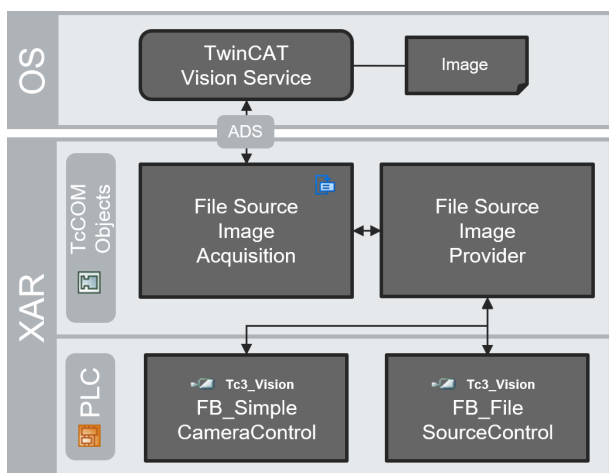 OS
TwinCAT
Vision Service
Image
ADS
XAR
TcCOM
Objects
File Source
Image
Acquisition
File Source
Image
Provider
PLC
Tc3_Vision
FB_Simple
CameraControl
Tc3_Vision
FB_File
SourceControl